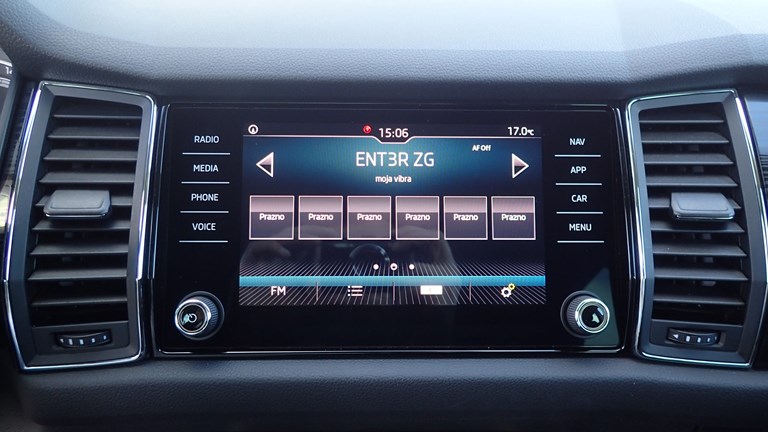 15:06
17.0°C
RADIO
MEDIA
PHONE
VOICE
AF Off
ENT3R ZG
moja vibra
Prazno Prazno Prazno Prazno Prazno Prazno
FM
NAV
APP
CAR
MENU